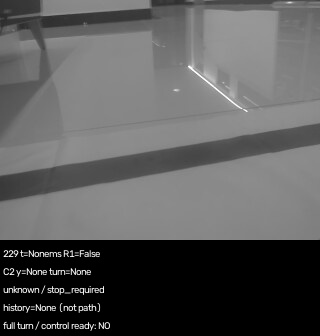 229 t=Nonems R1=False
C2 y=None turn=None
unknown / stop_required
history=None (not path)
full turn / control ready: NO